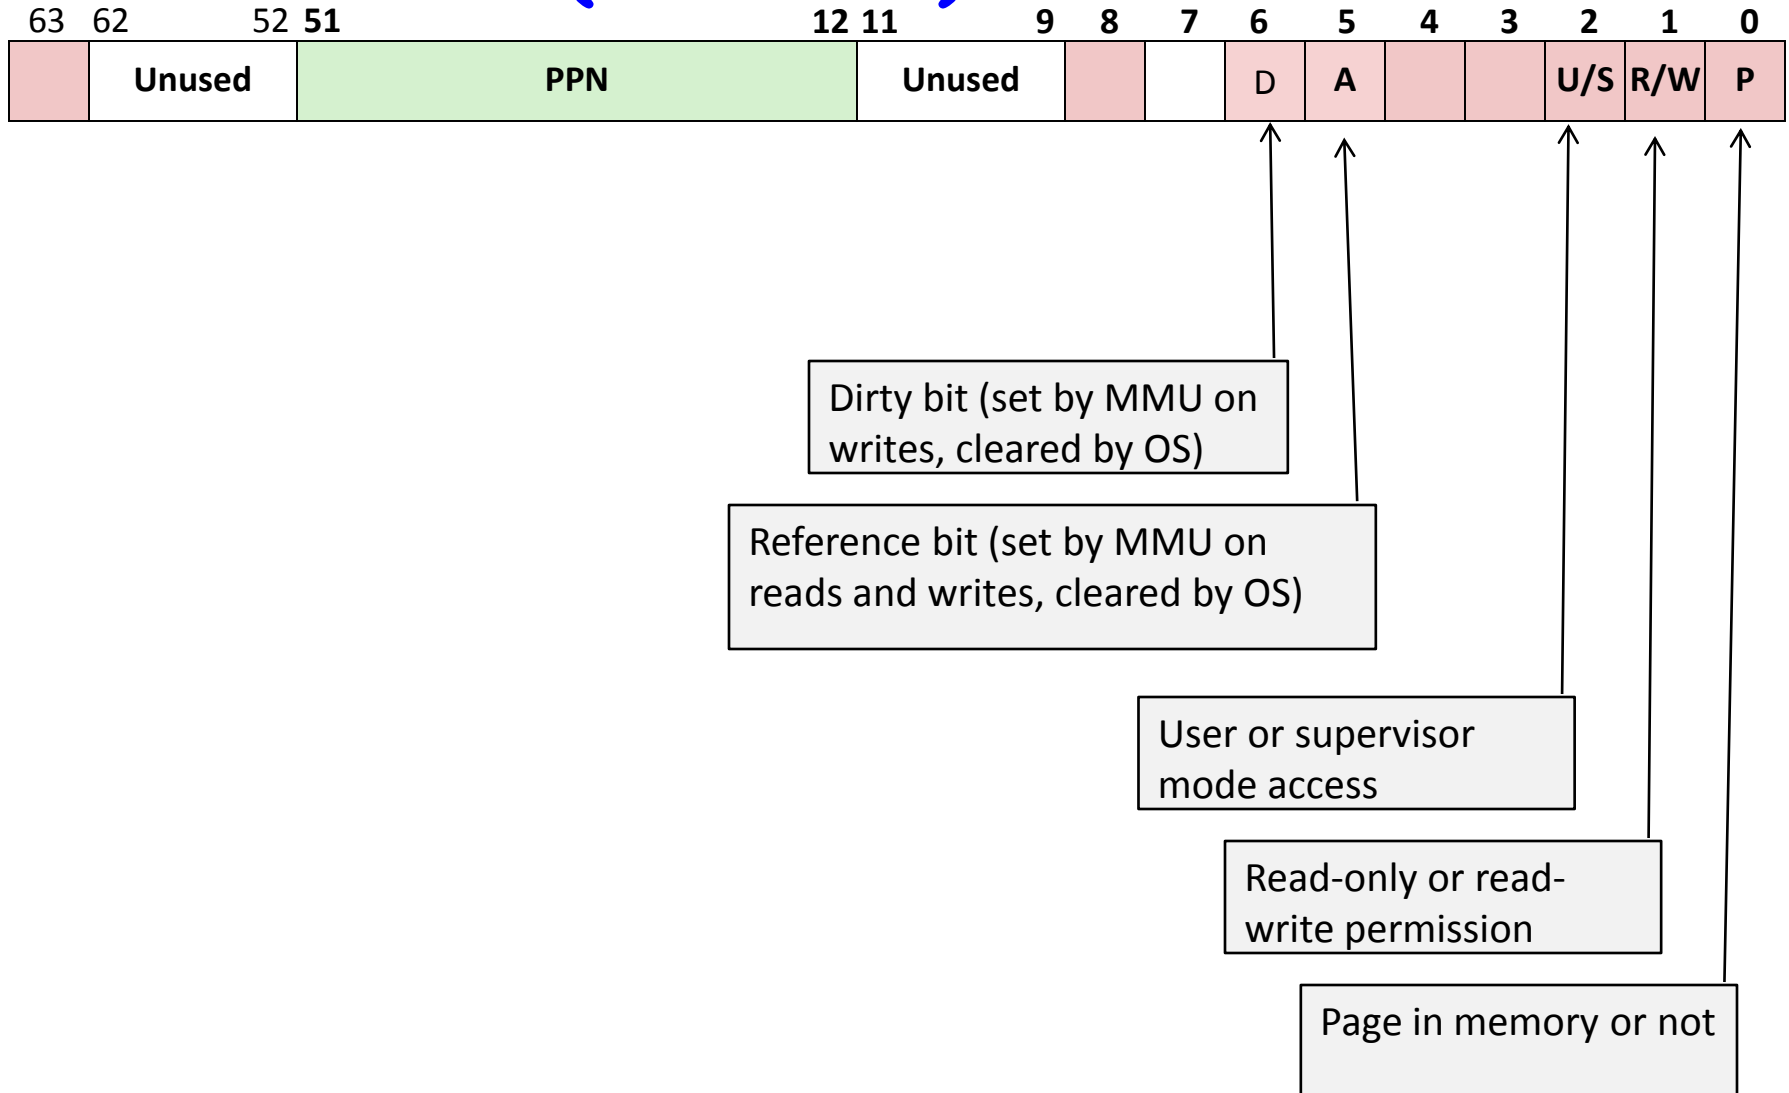 63 62 52 51 12 11 9 8 7 6 5 4 3 2 1 0
Unused PPN Unused D A U/S R/W P
Dirty bit (set by MMU on
writes, cleared by OS)
Reference bit (set by MMU on
reads and writes, cleared by OS)
User or supervisor
mode access
Read-only or read-
write permission
Page in memory or not